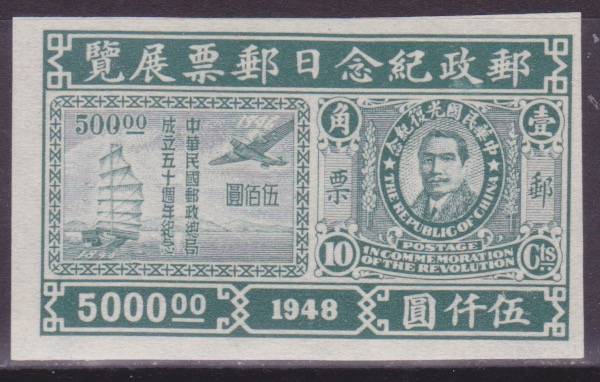 郵政紀念日郵票展覽
500.00
1948
中華民國郵政總局
成立五十週年紀念
伍佰圓
1896
中華民國光復紀念
角 壹
票 郵
THE REPUBLIC OF CHINA
POSTAGE
10 Cts
IN COMMEMORATION
OF THE REVOLUTION
5000.00 1948 伍仟圓